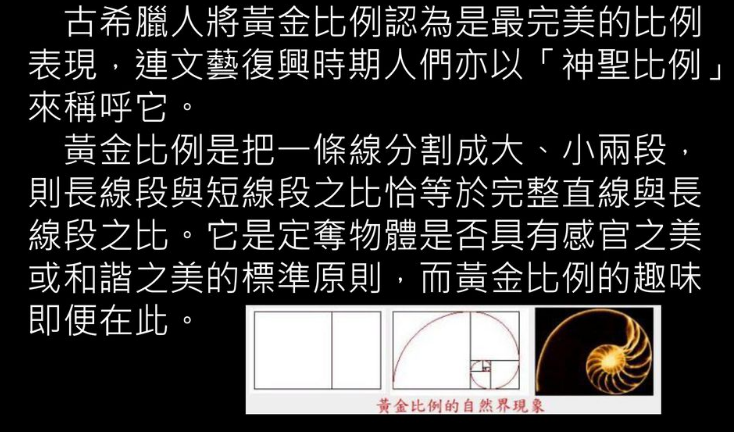 古希臘人將黃金比例認為是最完美的比例
表現，連文藝復興時期人們亦以「神聖比例」
來稱呼它。
黃金比例是把一條線分割成大、小兩段，
則長線段與短線段之比恰等於完整直線與長
線段之比。它是定奪物體是否具有感官之美
或和諧之美的標準原則，而黃金比例的趣味
即便在此。
黃金比例的自然界現象